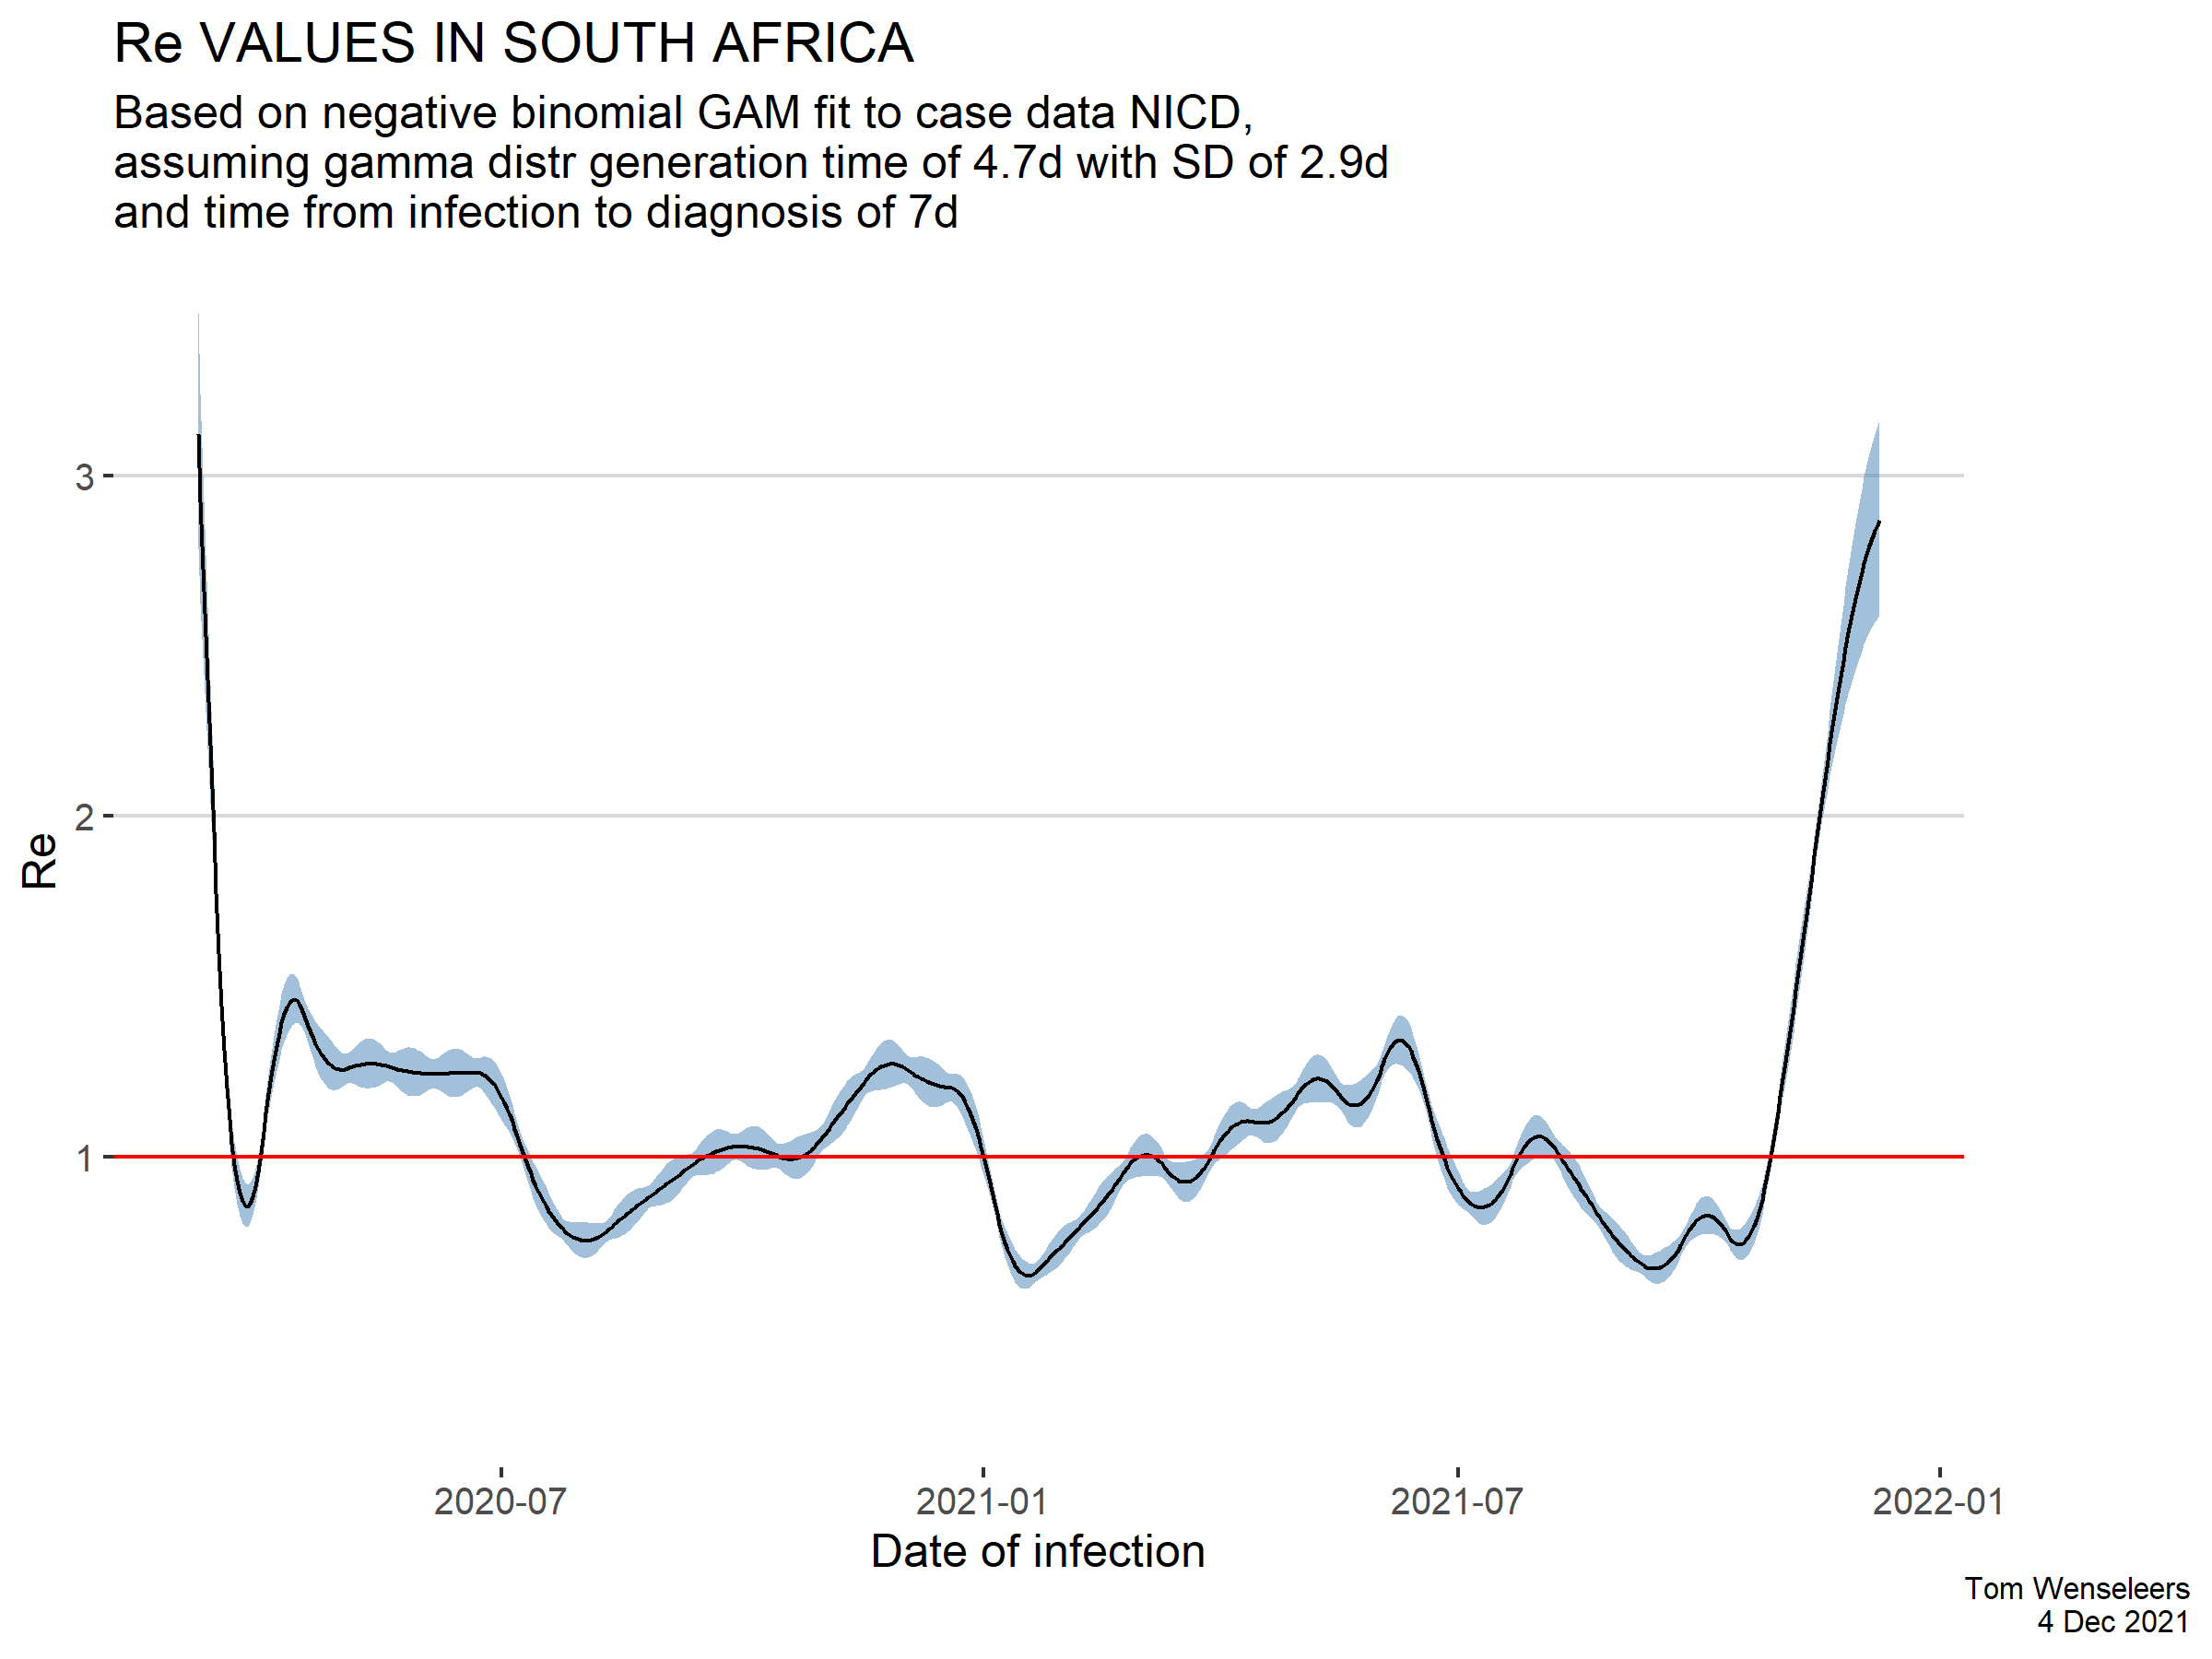 Re VALUES IN SOUTH AFRICA
Based on negative binomial GAM fit to case data NICD,
assuming gamma distr generation time of 4.7d with SD of 2.9d
and time from infection to diagnosis of 7d
3
2
1
Re
2020-07
2021-01
2021-07
2022-01
Date of infection
Tom Wenseleers
4 Dec 2021